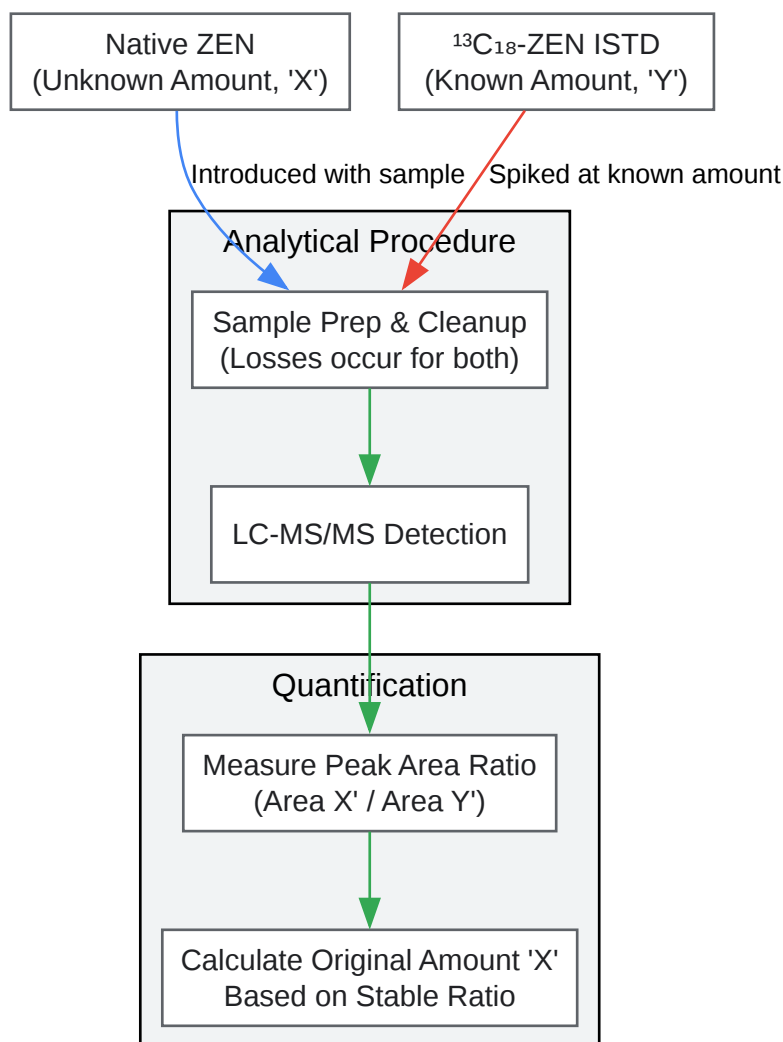 Native ZEN
(Unknown Amount, 'X')
¹³C₁₈-ZEN ISTD
(Known Amount, 'Y')
Introduced with sample
Spiked at known amount
Analytical Procedure
Sample Prep & Cleanup
(Losses occur for both)
LC-MS/MS Detection
Quantification
Measure Peak Area Ratio
(Area X' / Area Y')
Calculate Original Amount 'X'
Based on Stable Ratio